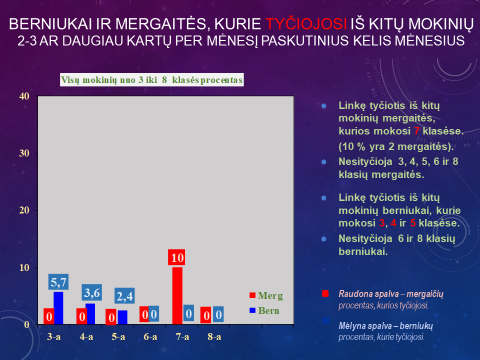 BERNIUKAI IR MERGAITĖS, KURIE TYČIOJOSI IŠ KITŲ MOKINIŲ
2-3 AR DAUGIAU KARTŲ PER MĖNESĮ PASKUTINIUS KELIS MĖNESIUS
Visų mokinių nuo 3 iki 8 klasės procentas
40
30
20
10
0
0 5,7
0 3,6
0 2,4
0 0
10 0
0 0
3-a 4-a 5-a 6-a 7-a 8-a
Merg
Bern
Linkę tyčiotis iš kitų
mokinių mergaitės,
kurios mokosi 7 klasėse.
(10 % yra 2 mergaitės).
Nesityčioja 3, 4, 5, 6 ir 8
klasių mergaitės.
Linkę tyčiotis iš kitų
mokinių berniukai, kurie
mokosi 3, 4 ir 5 klasėse.
Nesityčioja 6 ir 8 klasių
berniukai.
Raudona spalva – mergaičių
procentas, kurios tyčiojosi.
Mėlyna spalva – berniukų
procentas, kurie tyčiojosi.